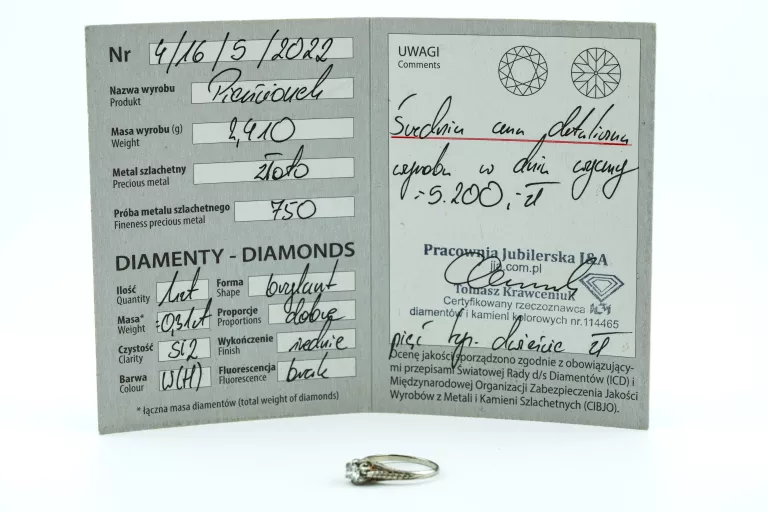 Nr 4/16/5/2022
Nazwa wyrobu Pierścionek
Produkt
Masa wyrobu (g) 2,410
Weight
Metal szlachetny złoto
Precious metal
Próba metalu szlachetnego 750
Fineness precious metal
DIAMENTY - DIAMONDS
Ilość 1szt Forma brylant
Quantity Shape
Masa* ~0,31ct Proporcje dobre
Weight Proportions
Czystość Si2 Wykończenie średnie
Clarity Finish
Barwa W(H) Fluorescencja brak
Colour Fluorescence
* łączna masa diamentów (total weight of diamonds)
UWAGI
Comments
Średnia cena detaliczna
wyrobu w dniu wyceny
~5.200,-zł
Pracownia Jubilerska I&A
com.pl
Tomasz Krawczeniuk
Certyfikowany rzeczoznawca
diamentów i kamieni kolorowych nr.114465
pięć tys. dwieście zł
Ocenę jakości sporządzono zgodnie z obowiązujący-
mi przepisami Światowej Rady d/s Diamentów (ICD) i
Międzynarodowej Organizacji Zabezpieczenia Jakości
Wyrobów z Metali i Kamieni Szlachetnych (CIBJO).